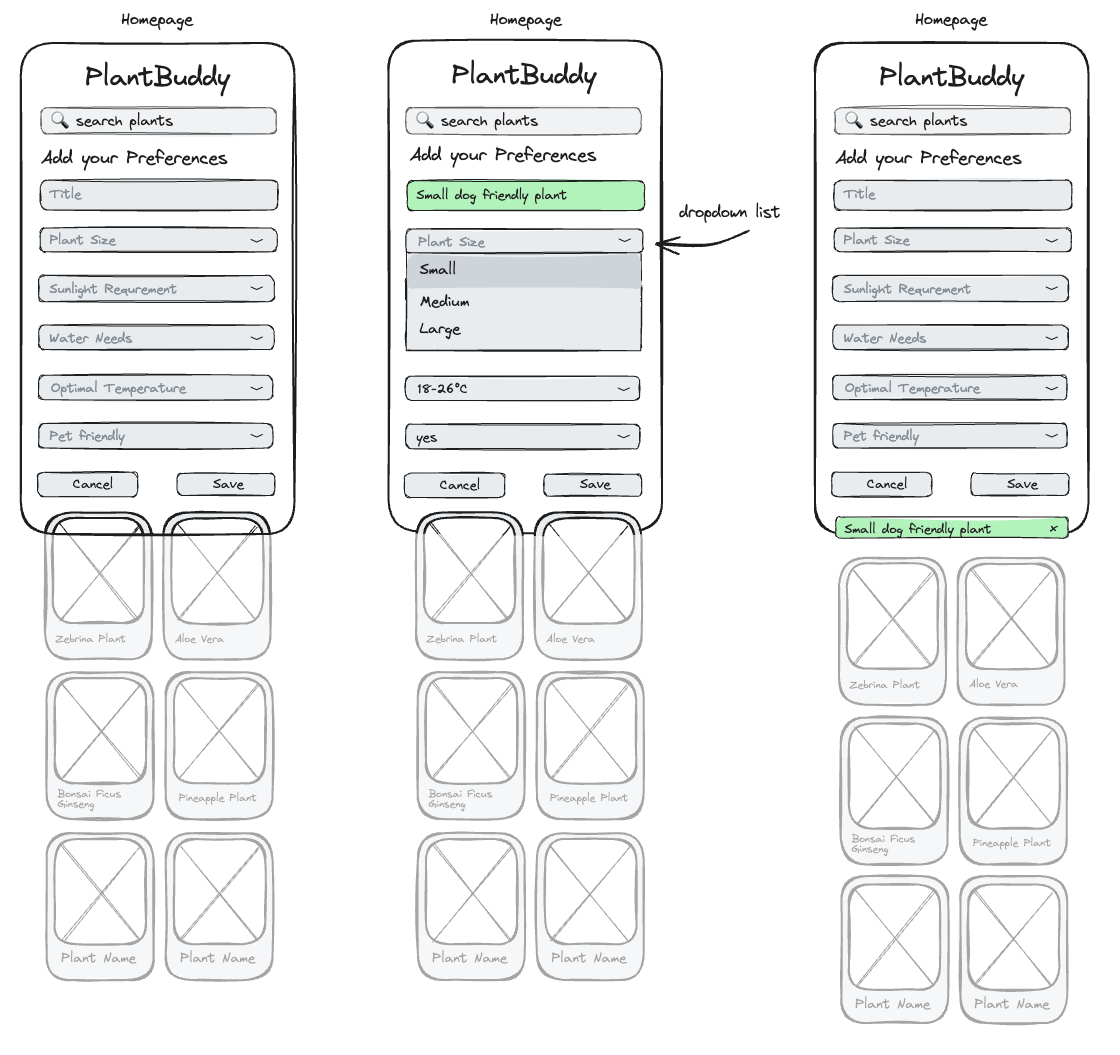 Homepage
PlantBuddy
search plants
Add your Preferences
Title
Plant Size
Sunlight Requrement
Water Needs
Optimal Temperature
Pet friendly
Cancel Save
Zebrina Plant Aloe Vera
Bonsai Ficus
Ginseng
Pineapple Plant
Plant Name Plant Name
Homepage
PlantBuddy
search plants
Add your Preferences
Small dog friendly plant
Plant Size
Small
Medium
Large
18-26°C
yes
Cancel Save
Zebrina Plant Aloe Vera
Bonsai Ficus
Ginseng
Pineapple Plant
Plant Name Plant Name
dropdown list
Homepage
PlantBuddy
search plants
Add your Preferences
Title
Plant Size
Sunlight Requrement
Water Needs
Optimal Temperature
Pet friendly
Cancel Save
Small dog friendly plant ×
Zebrina Plant Aloe Vera
Bonsai Ficus
Ginseng
Pineapple Plant
Plant Name Plant Name